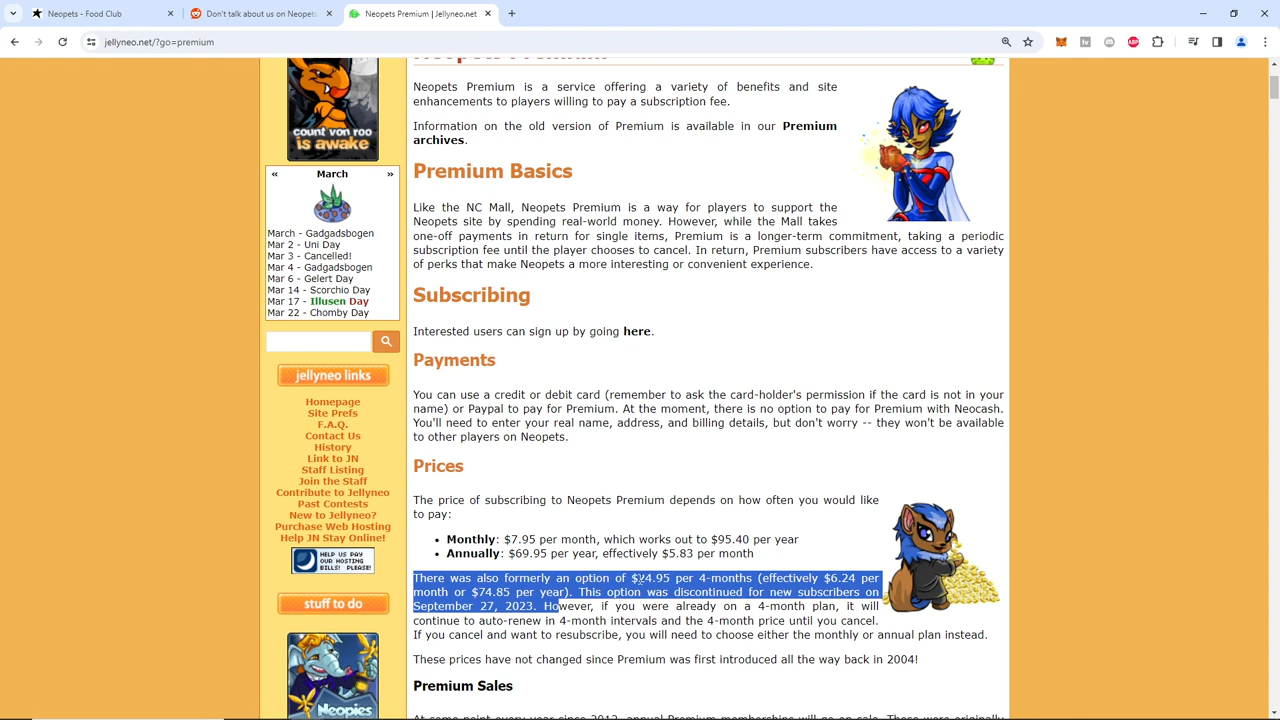 Neopets - Food Club
Don't talk about us on Neopets
Neopets Premium | Jellyneo.net
jellyneo.net/?go=premium
ABP
count von roo
is awake
« March »
March - Gadgadsbogen
Mar 2 - Uni Day
Mar 3 - Cancelled!
Mar 4 - Gadgadsbogen
Mar 6 - Gelert Day
Mar 14 - Scorchio Day
Mar 17 - Illusen Day
Mar 22 - Chomby Day
jellyneo links
Homepage
Site Prefs
F.A.Q.
Contact Us
History
Link to JN
Staff Listing
Join the Staff
Contribute to Jellyneo
Past Contests
New to Jellyneo?
Purchase Web Hosting
Help JN Stay Online!
HELP US PAY
OUR HOSTING
BILLS! PLEASE!
stuff to do
Neopies
Neopets Premium
Neopets Premium is a service offering a variety of benefits and site
enhancements to players willing to pay a subscription fee.
Information on the old version of Premium is available in our Premium
archives.
Premium Basics
Like the NC Mall, Neopets Premium is a way for players to support the
Neopets site by spending real-world money. However, while the Mall takes
one-off payments in return for single items, Premium is a longer-term commitment, taking a periodic
subscription fee until the player chooses to cancel. In return, Premium subscribers have access to a variety
of perks that make Neopets a more interesting or convenient experience.
Subscribing
Interested users can sign up by going here.
Payments
You can use a credit or debit card (remember to ask the card-holder's permission if the card is not in your
name) or Paypal to pay for Premium. At the moment, there is no option to pay for Premium with Neocash.
You'll need to enter your real name, address, and billing details, but don't worry -- they won't be available
to other players on Neopets.
Prices
The price of subscribing to Neopets Premium depends on how often you would like
to pay:
• Monthly: $7.95 per month, which works out to $95.40 per year
• Annually: $69.95 per year, effectively $5.83 per month
There was also formerly an option of $24.95 per 4-months (effectively $6.24 per
month or $74.85 per year). This option was discontinued for new subscribers on
September 27, 2023. However, if you were already on a 4-month plan, it will
continue to auto-renew in 4-month intervals and the 4-month price until you cancel.
If you cancel and want to resubscribe, you will need to choose either the monthly or annual plan instead.
These prices have not changed since Premium was first introduced all the way back in 2004!
Premium Sales
At some point every year since 2012, annual Premium memberships will go on sale. These were originally